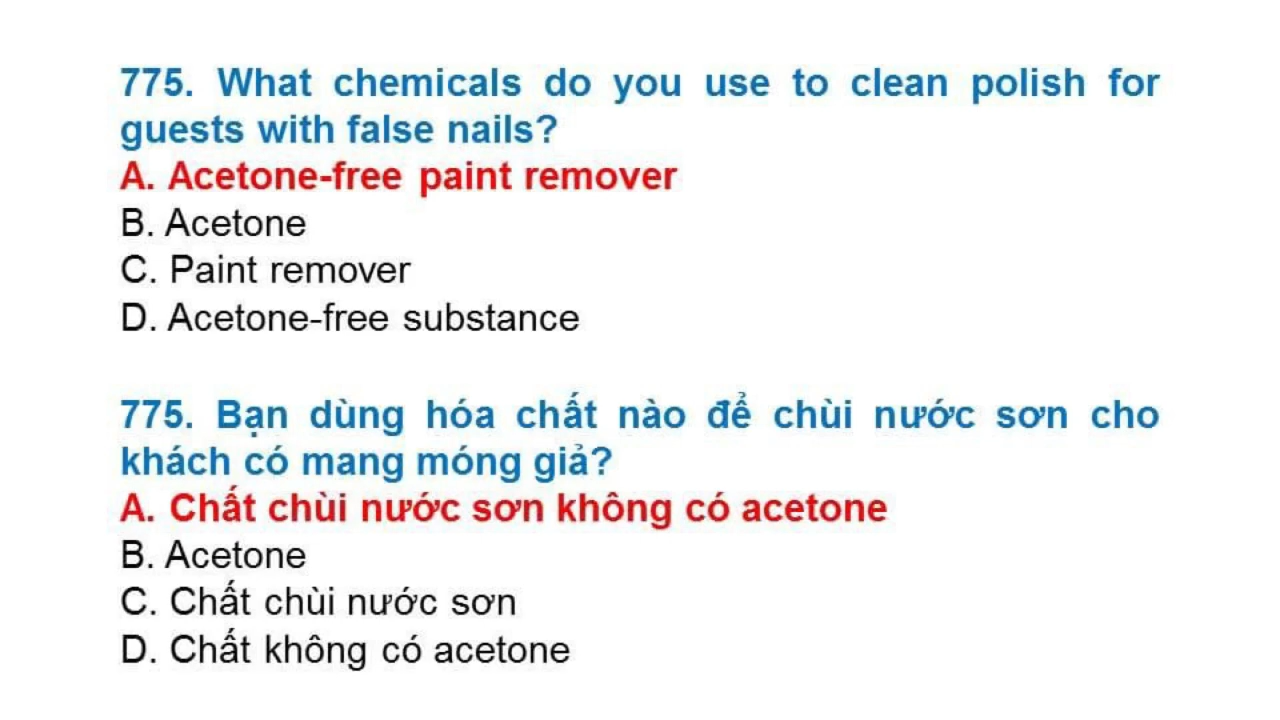 775. What chemicals do you use to clean polish for
guests with false nails?
A. Acetone-free paint remover
B. Acetone
C. Paint remover
D. Acetone-free substance
775. Bạn dùng hóa chất nào để chùi nước sơn cho
khách có mang móng giả?
A. Chất chùi nước sơn không có acetone
B. Acetone
C. Chất chùi nước sơn
D. Chất không có acetone